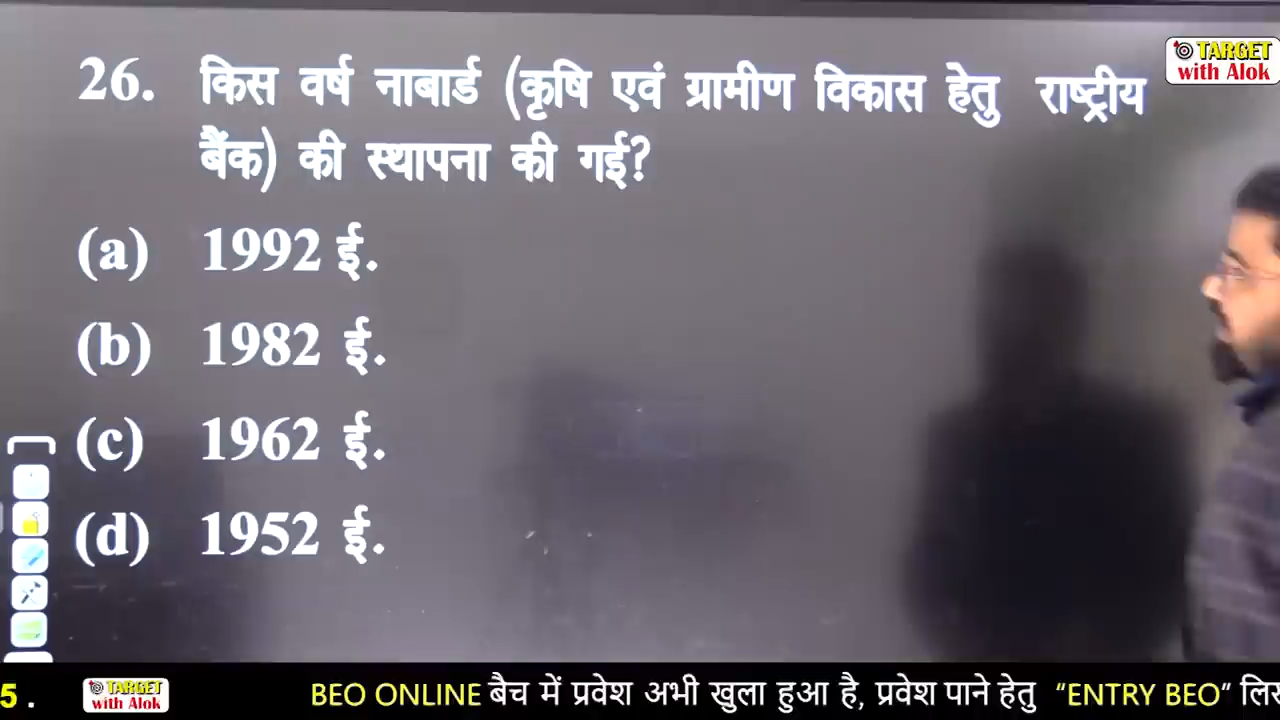 TARGET
with Alok
26. किस वर्ष नाबार्ड (कृषि एवं ग्रामीण विकास हेतु राष्ट्रीय
बैंक) की स्थापना की गई?
(a) 1992 ई.
(b) 1982 ई.
(c) 1962 ई.
(d) 1952 ई.
5 . TARGET with Alok BEO ONLINE बैच में प्रवेश अभी खुला हुआ है, प्रवेश पाने हेतु “ENTRY BEO“